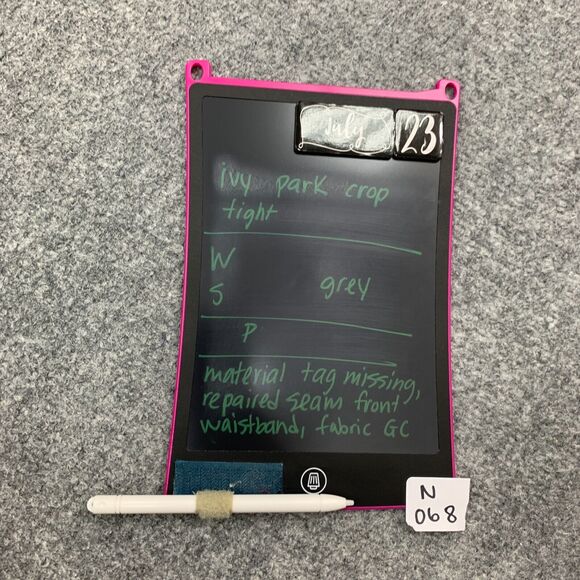 July 23
ivy park crop
tight
W
S grey
P
material tag missing,
repaired seam front
waistband, fabric GC
N
068